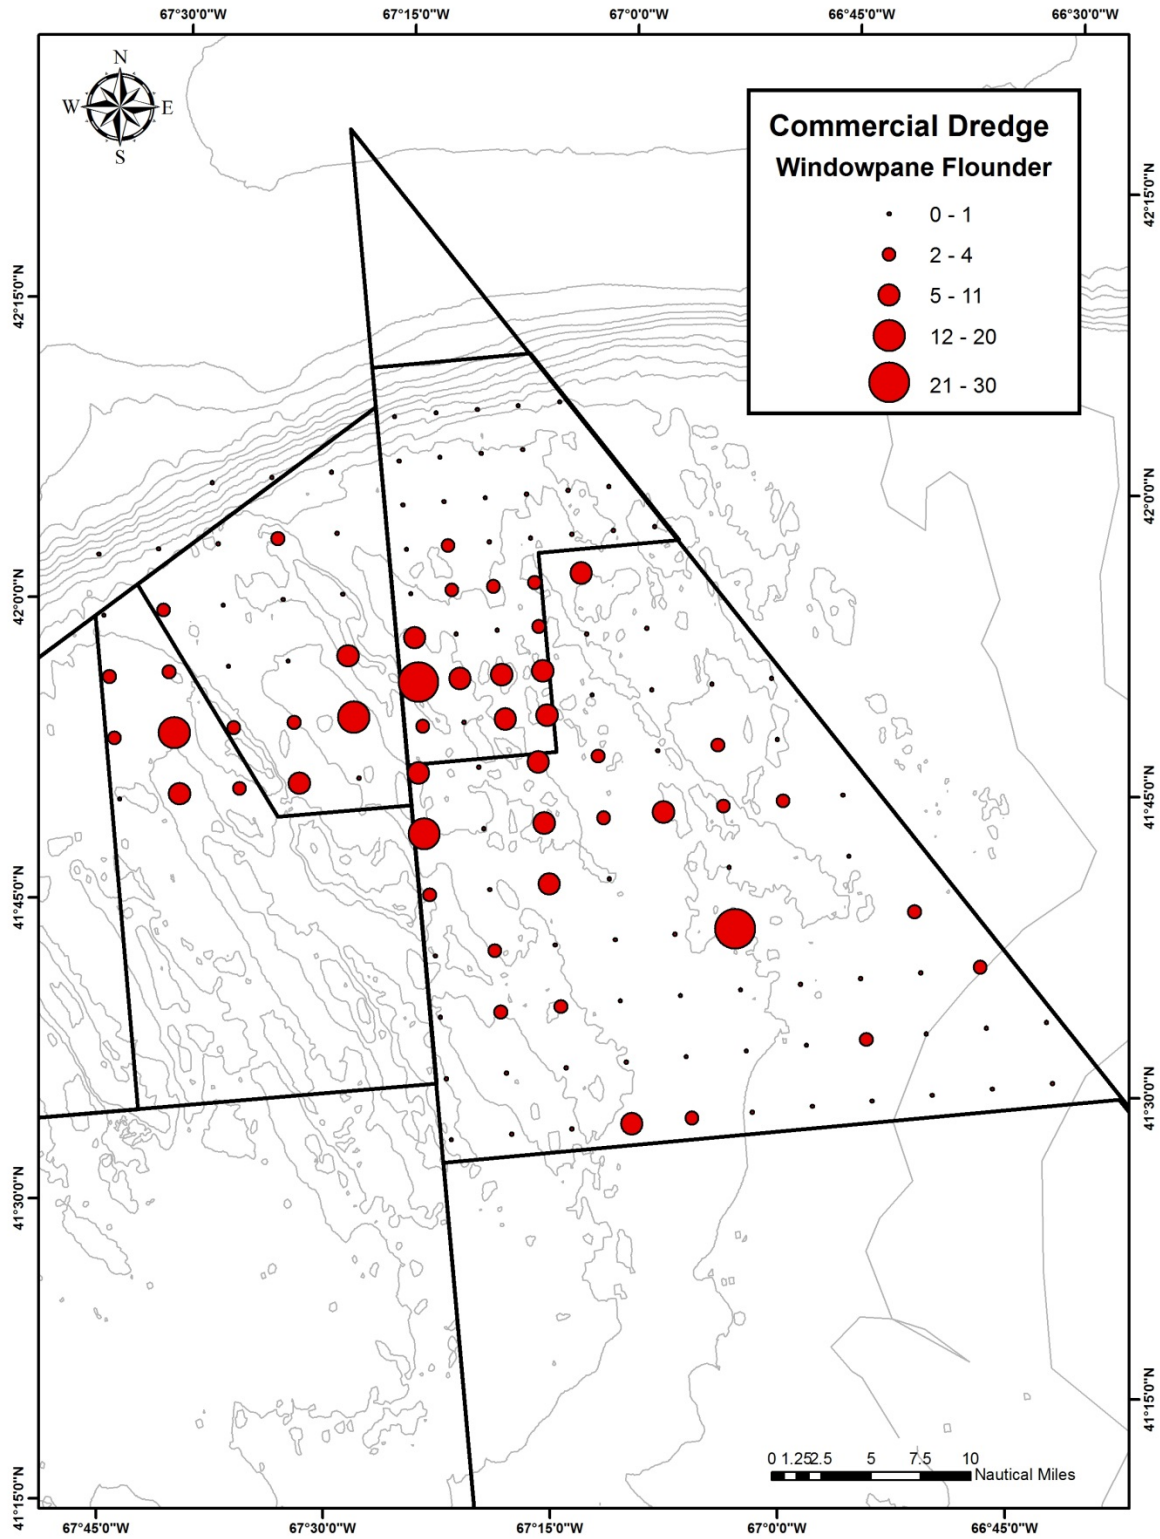 67°30'0"W 67°15'0"W 67°0'0"W 66°45'0"W 66°30'0"W
N
W E
S
Commercial Dredge
Windowpane Flounder
0 - 1
2 - 4
5 - 11
12 - 20
21 - 30
42°15'0"N
42°0'0"N
41°45'0"N
41°30'0"N
41°15'0"N
42°15'0"N
42°0'0"N
41°45'0"N
41°30'0"N
41°15'0"N
0 1.252.5 5 7.5 10
Nautical Miles
67°45'0"W 67°30'0"W 67°15'0"W 67°0'0"W 66°45'0"W